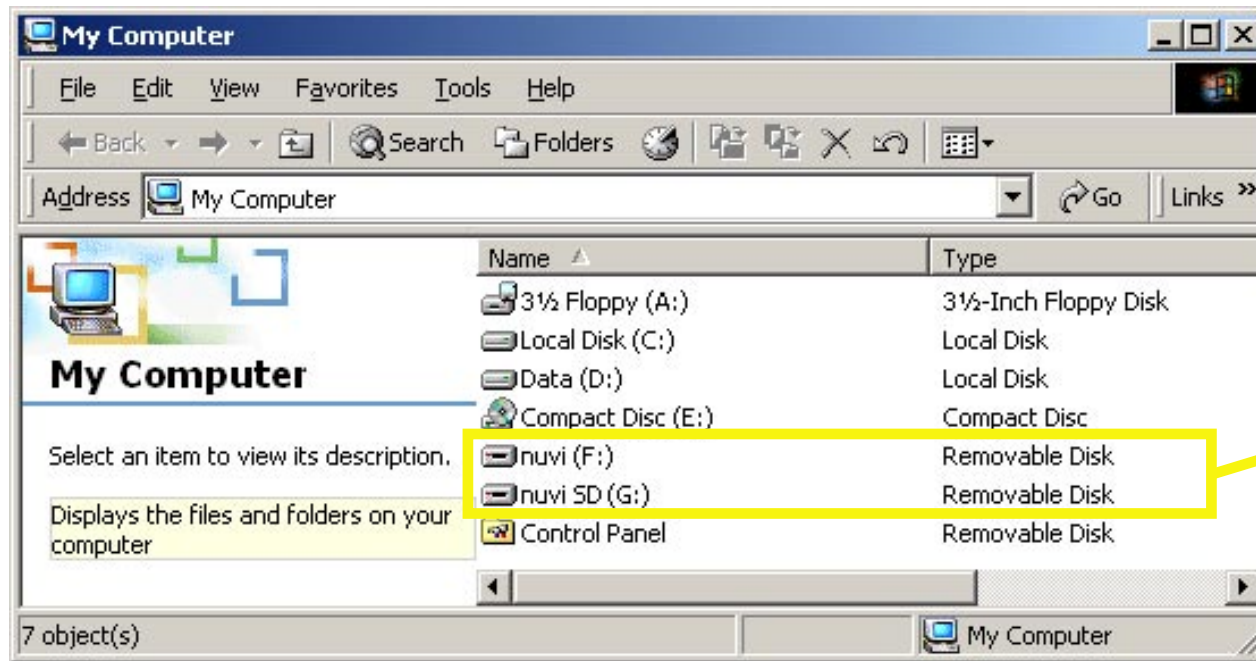 My Computer
File Edit View Favorites Tools Help
Back Search Folders
Address My Computer Go Links »
Name Type
3½ Floppy (A:) 3½-Inch Floppy Disk
Local Disk (C:) Local Disk
My Computer
Data (D:) Local Disk
Compact Disc (E:) Compact Disc
Select an item to view its description.
nuvi (F:) Removable Disk
nuvi SD (G:) Removable Disk
Displays the files and folders on your
computer
Control Panel Removable Disk
7 object(s) My Computer